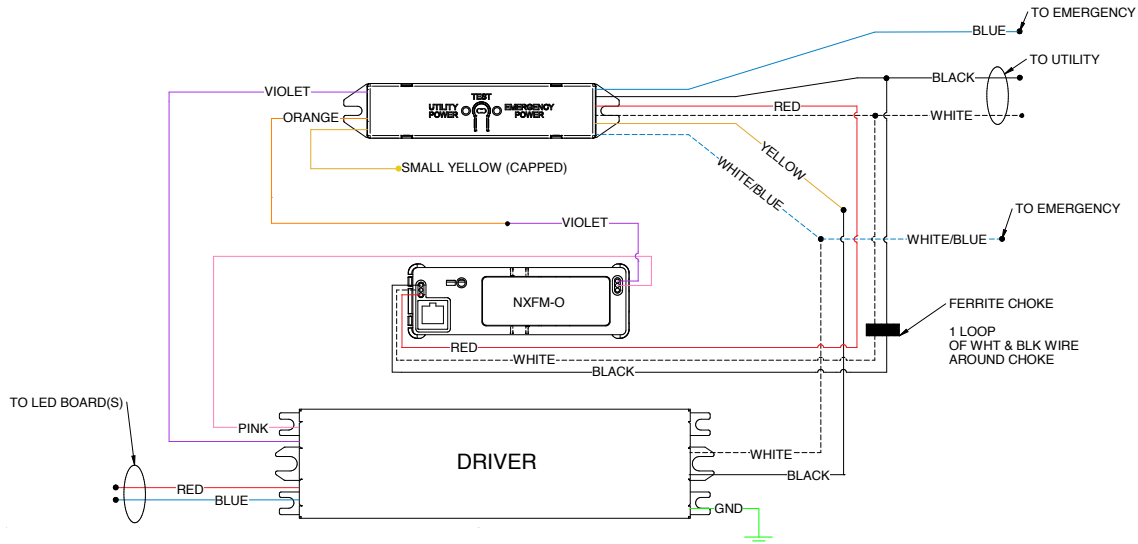 TO EMERGENCY
BLUE
TO UTILITY
BLACK
VIOLET
TEST
UTILITY
POWER
EMERGENCY
POWER
RED
ORANGE
WHITE
YELLOW
SMALL YELLOW (CAPPED)
WHITE/BLUE
TO EMERGENCY
VIOLET
WHITE/BLUE
NXFM-O
FERRITE CHOKE
1 LOOP
OF WHT & BLK WIRE
AROUND CHOKE
RED
WHITE
BLACK
TO LED BOARD(S)
PINK
DRIVER
WHITE
BLACK
RED
BLUE
GND